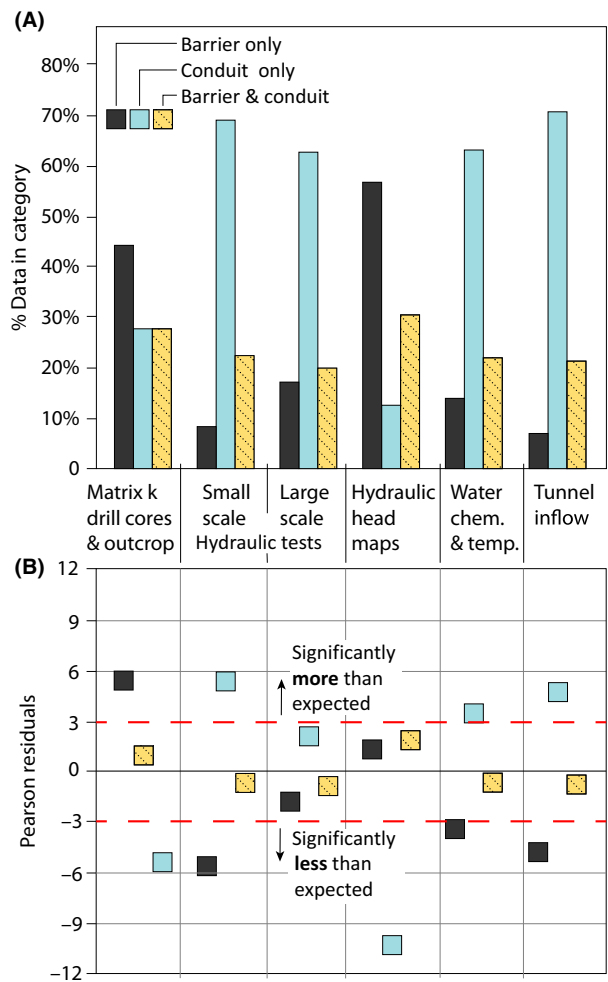 (A)
Barrier only
Conduit only
Barrier & conduit
% Data in category
80%
70%
60%
50%
40%
30%
20%
10%
0
Matrix k
drill cores
& outcrop
Small
scale
Large
scale
Hydraulic tests
Hydraulic
head
maps
Water
chem.
& temp.
Tunnel
inflow
(B)
Pearson residuals
12
9
6
3
0
−3
−6
−9
−12
Significantly
more than
expected
Significantly
less than
expected